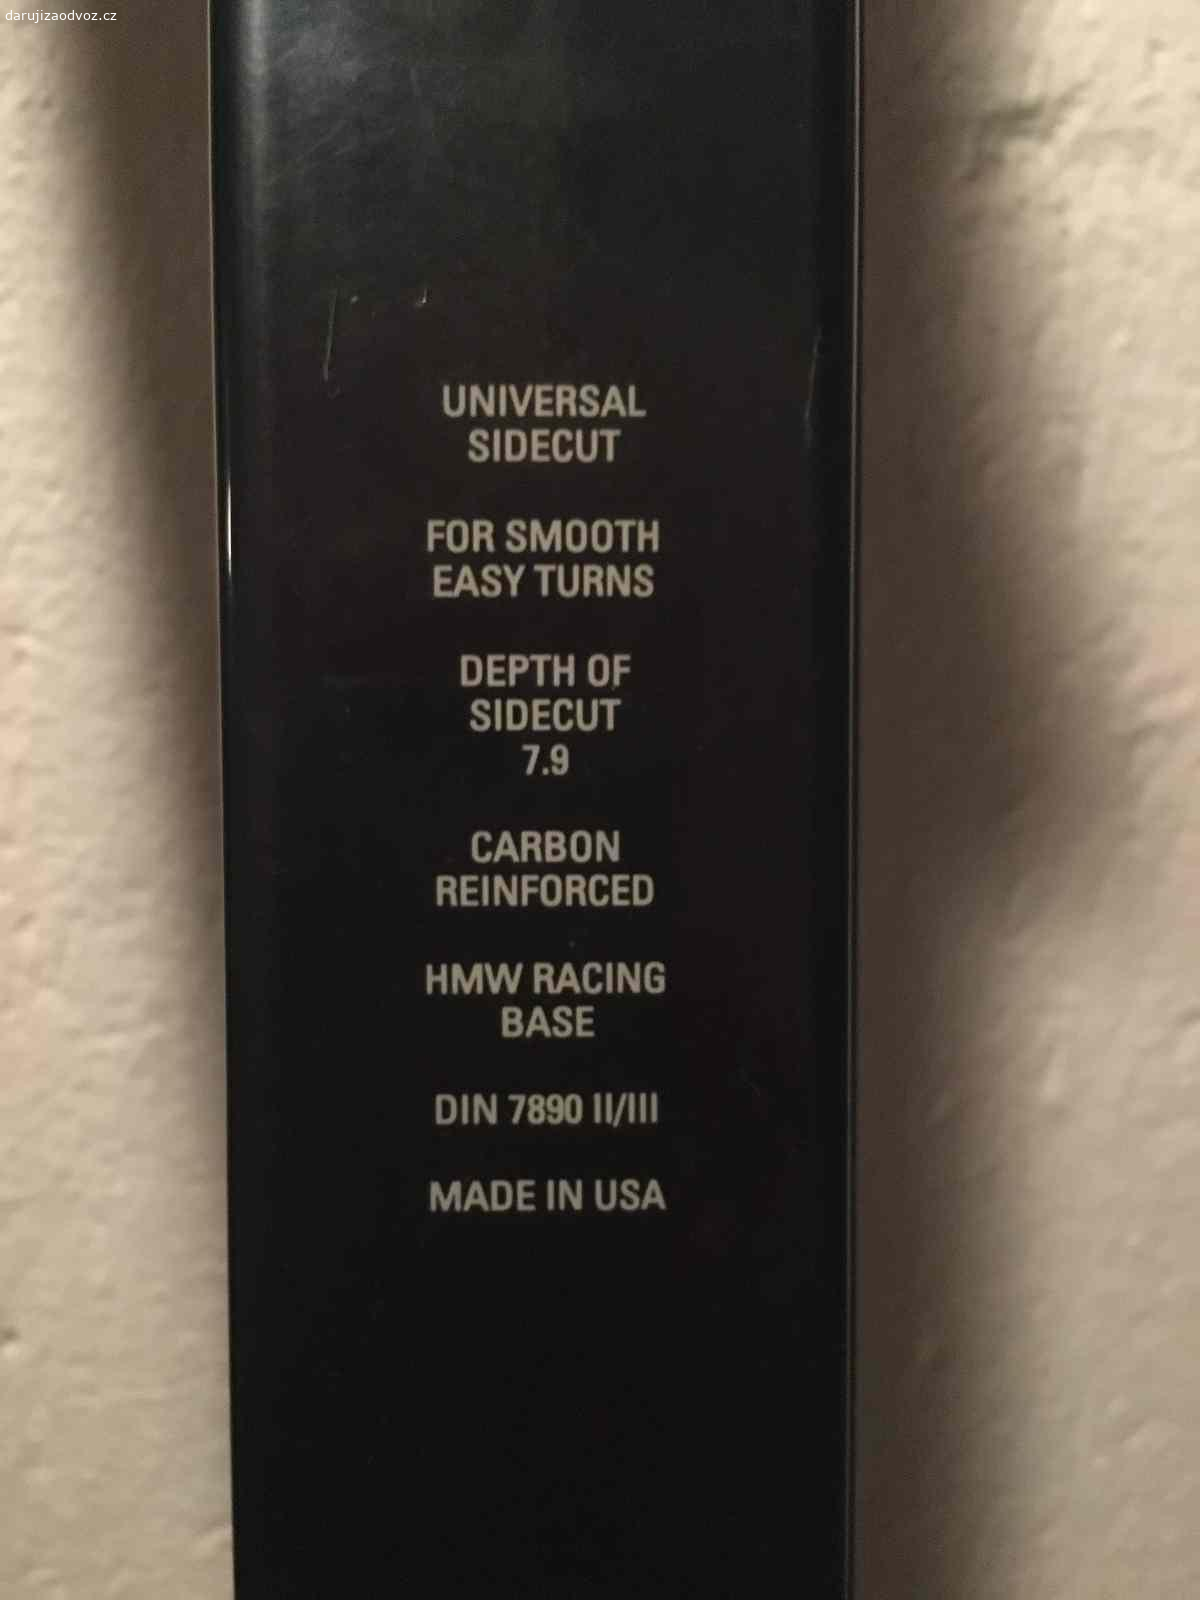 darujizaodvoz.cz
UNIVERSAL
SIDECUT
FOR SMOOTH
EASY TURNS
DEPTH OF
SIDECUT
7.9
CARBON
REINFORCED
HMW RACING
BASE
DIN 7890 II/III
MADE IN USA